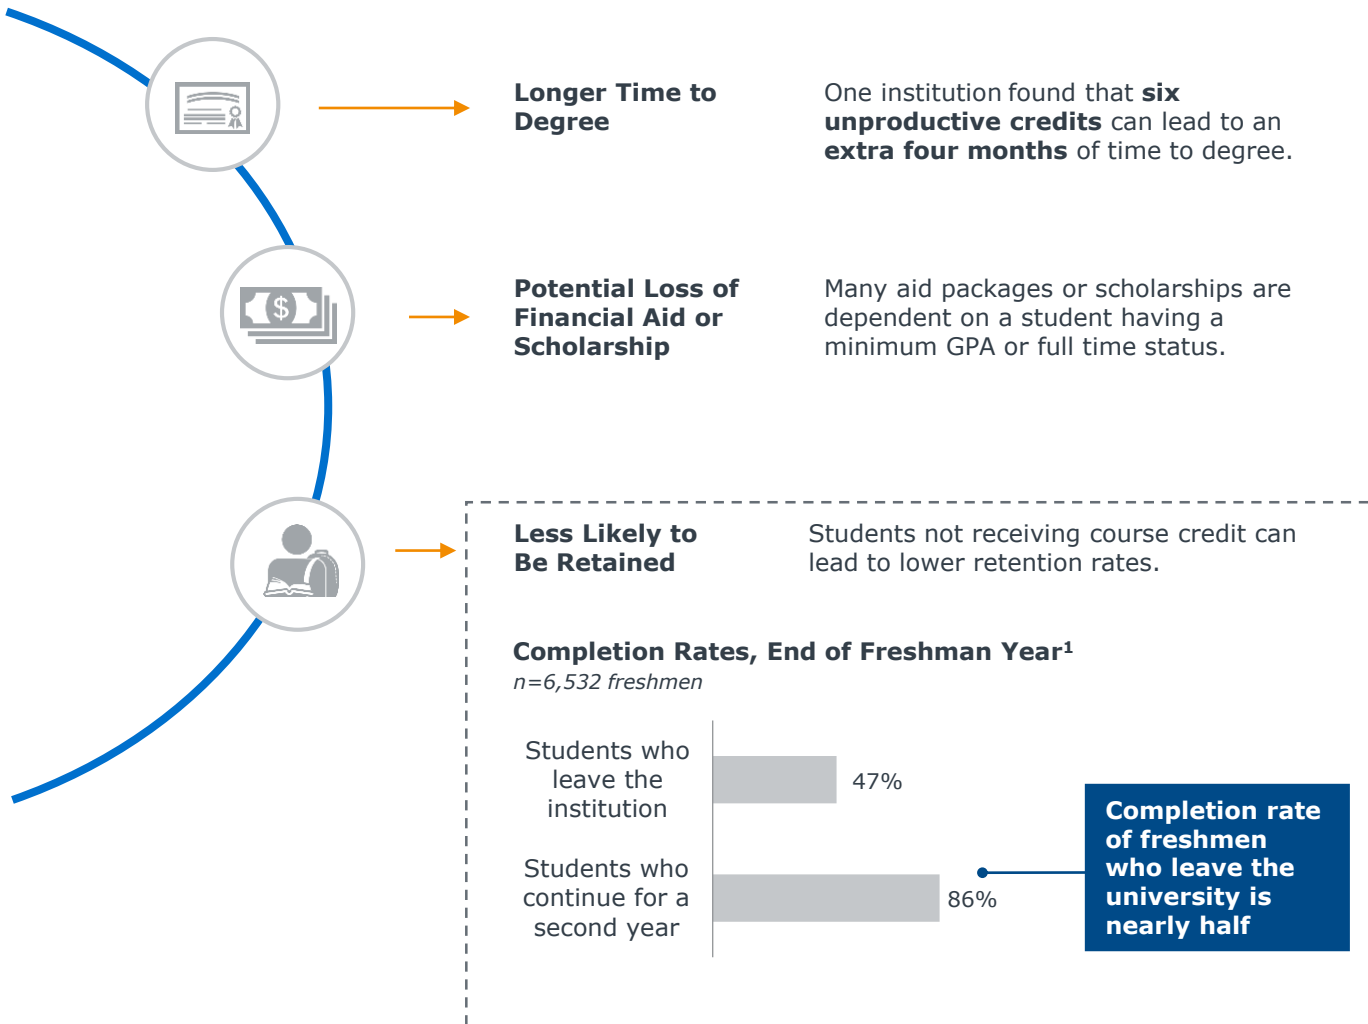 Longer Time to
Degree
One institution found that six
unproductive credits can lead to an
extra four months of time to degree.
Potential Loss of
Financial Aid or
Scholarship
Many aid packages or scholarships are
dependent on a student having a
minimum GPA or full time status.
$
Less Likely to
Be Retained
Students not receiving course credit can
lead to lower retention rates.
Completion Rates, End of Freshman Year¹
n=6,532 freshmen
Students who
leave the
institution
47%
Students who
continue for a
second year
86%
Completion rate
of freshmen
who leave the
university is
nearly half